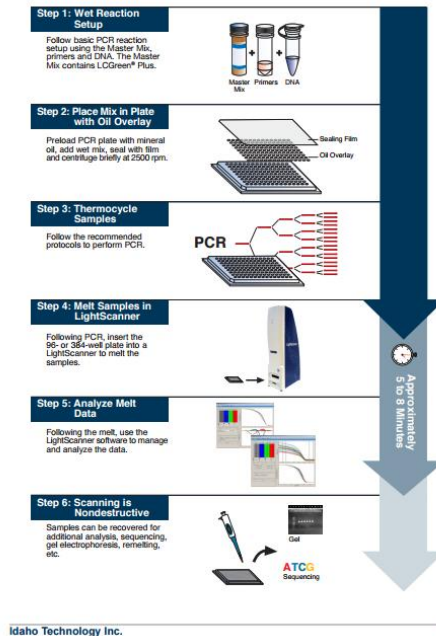 Step 1: Wet Reaction
Setup
Follow basic PCR reaction
setup using the Master Mix,
primers and DNA. The Master
Mix contains LCGreen® Plus.
Master
Mix
Primers
DNA
Step 2: Place Mix in Plate
with Oil Overlay
Preload PCR plate with mineral
oil, add wet mix, seal with film
and centrifuge briefly at 2500 rpm.
Sealing Film
Oil Overlay
Step 3: Thermocycle
Samples
Follow the recommended
protocols to perform PCR.
PCR
Step 4: Melt Samples in
LightScanner
Following PCR, insert the
96- or 384-well plate into a
LightScanner to melt the
samples.
Approximately
5 to 8 Minutes
Step 5: Analyze Melt
Data
Following the melt, use the
LightScanner software to manage
and analyze the data.
Step 6: Scanning is
Nondestructive
Samples can be recovered for
additional analysis, sequencing,
gel electrophoresis, remelting,
etc.
Gel
ATCG
Sequencing
Idaho Technology Inc.